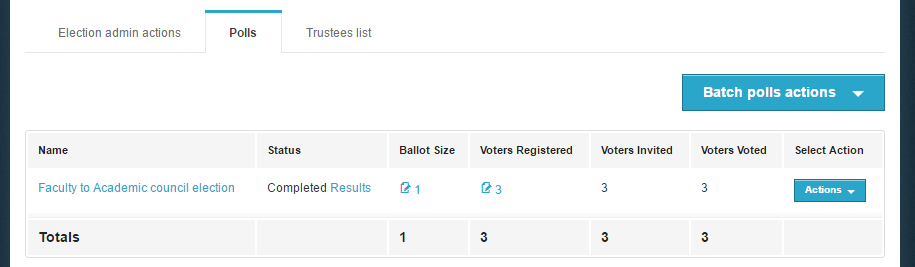 Election admin actions Polls Trustees list
Batch polls actions
Name Status Ballot Size Voters Registered Voters Invited Voters Voted Select Action
Faculty to Academic council election Completed Results 1 3 3 3 Actions
Totals 1 3 3 3